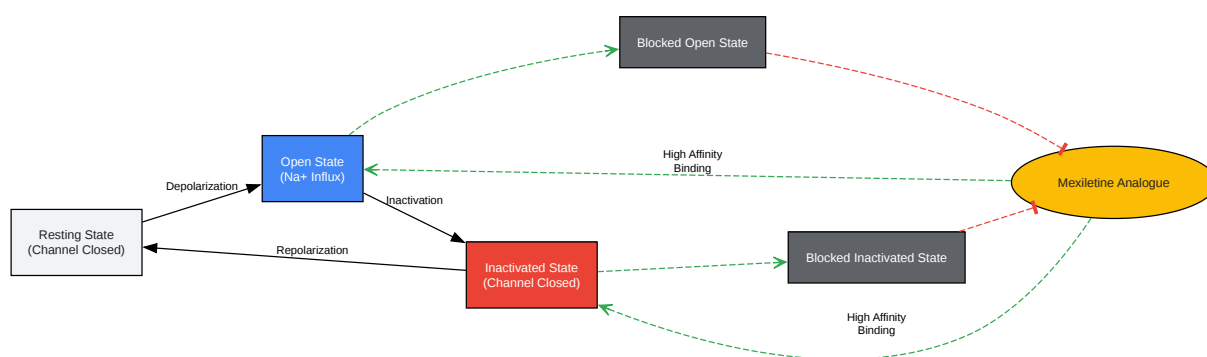 Blocked Open State
Open State
(Na+ Influx)
High Affinity
Binding
Mexiletine Analogue
Depolarization
Inactivation
Resting State
(Channel Closed)
Repolarization
Inactivated State
(Channel Closed)
Blocked Inactivated State
High Affinity
Binding